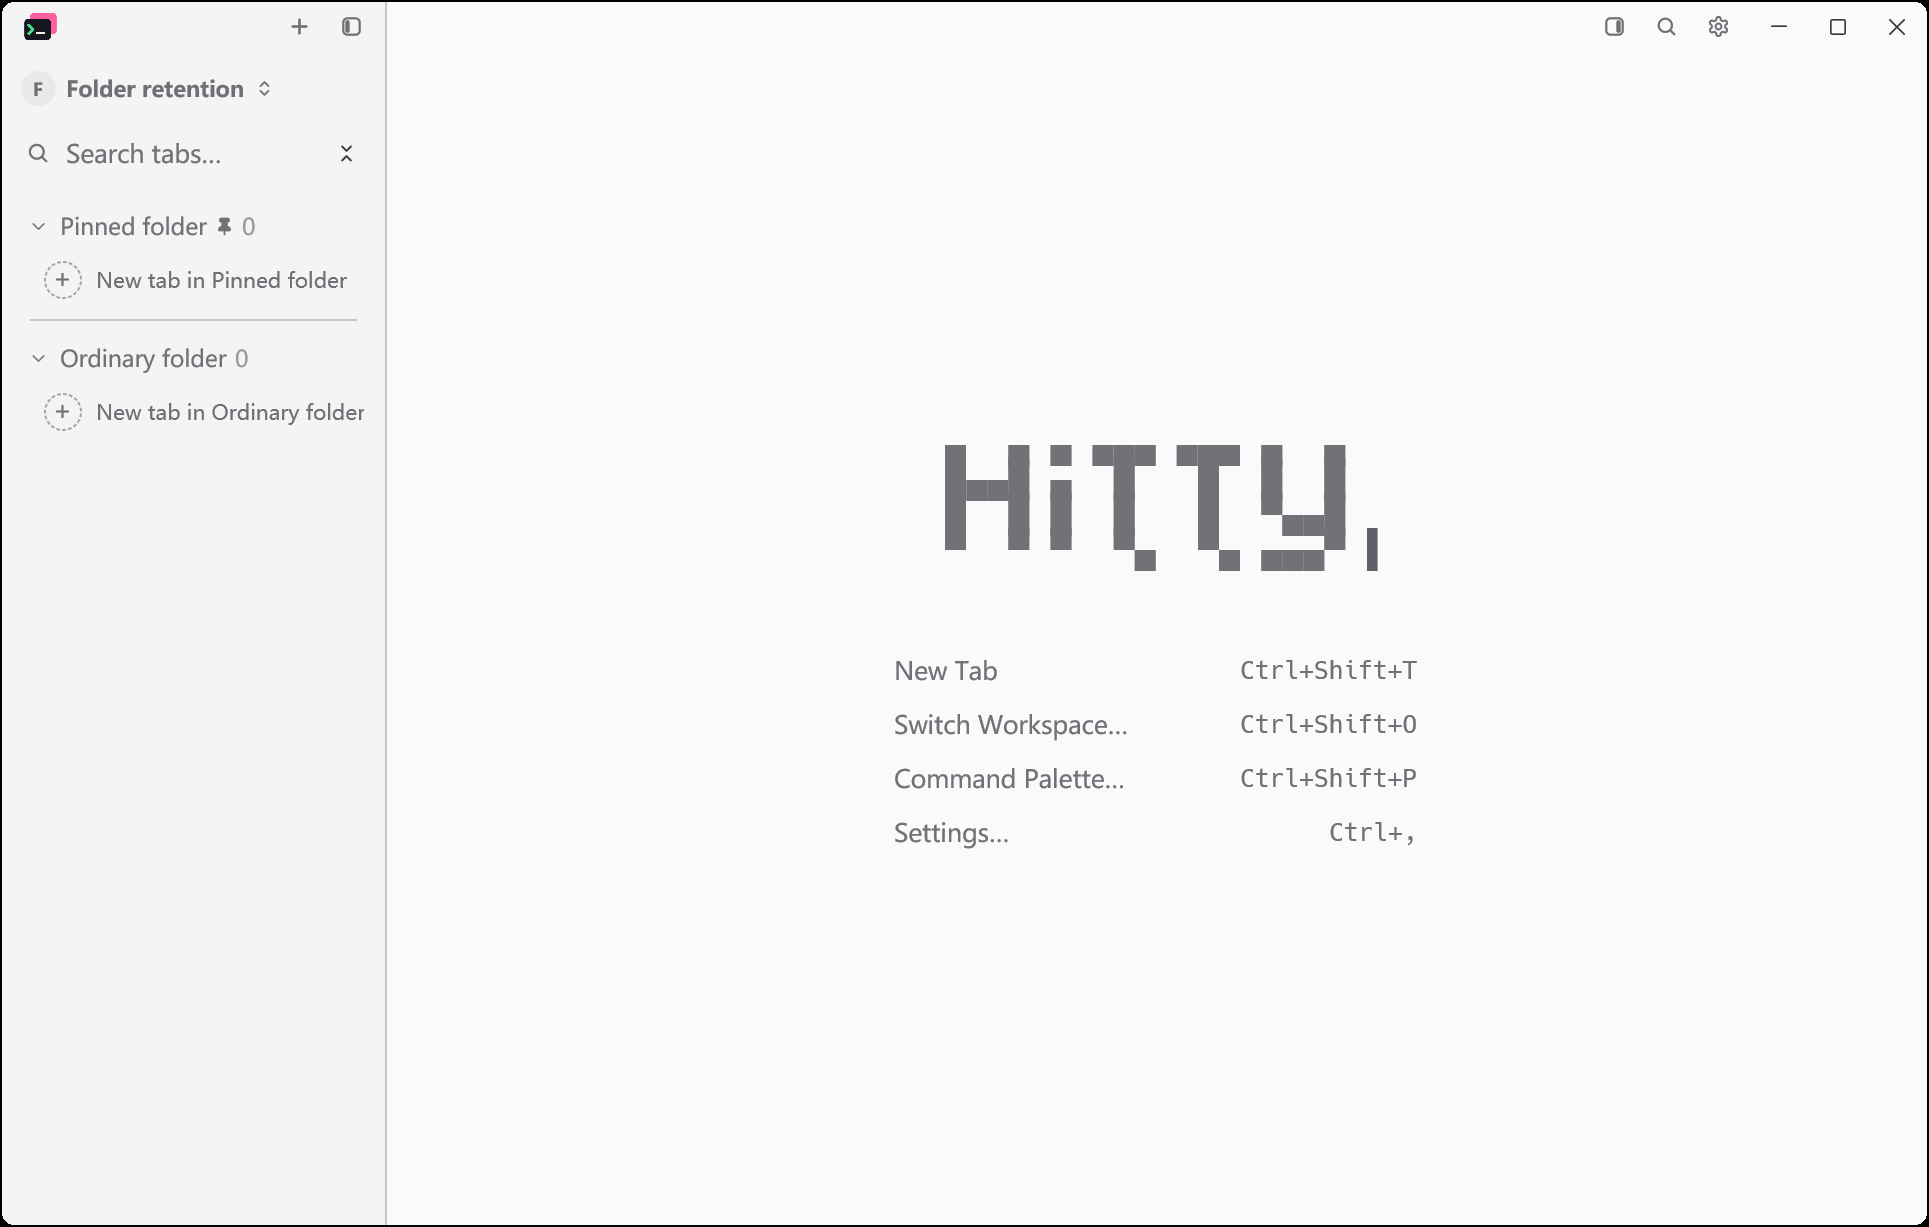 F Folder retention
Search tabs...
Pinned folder 0
New tab in Pinned folder
Ordinary folder 0
New tab in Ordinary folder
HiTTy
New Tab Ctrl+Shift+T
Switch Workspace... Ctrl+Shift+O
Command Palette... Ctrl+Shift+P
Settings... Ctrl+,